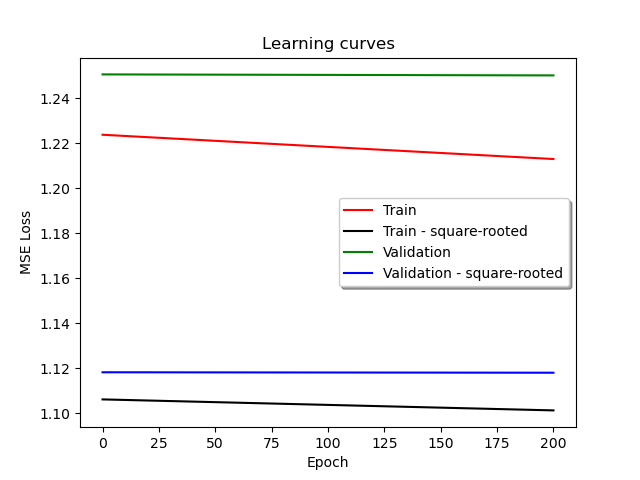 Learning curves
MSE Loss
1.24
1.22
1.20
1.18
1.16
1.14
1.12
1.10
Train
Train - square-rooted
Validation
Validation - square-rooted
0 25 50 75 100 125 150 175 200
Epoch